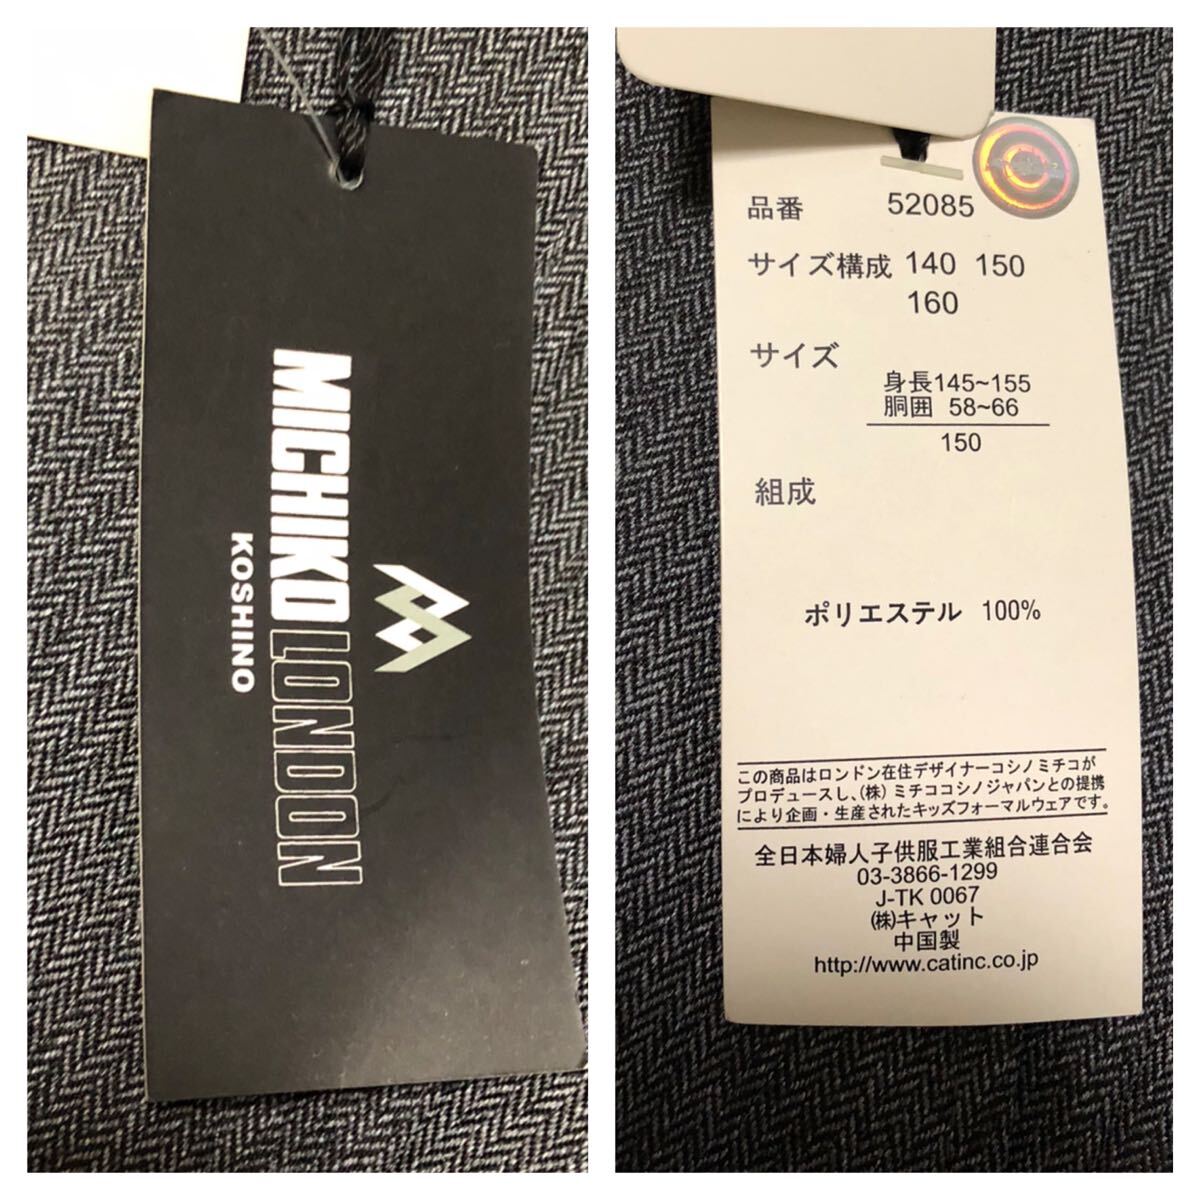 MICHIKO LONDON
KOSHINO
品番 52085
サイズ構成 140 150
160
サイズ
身長145~155
胴囲 58~66
150
組成
ポリエステル 100%
この商品はロンドン在住デザイナーコシノミチコが
プロデュースし、(株)ミチココシノジャパンとの提携
により企画・生産されたキッズフォーマルウェアです。
全日本婦人子供服工業組合連合会
03-3866-1299
J-TK 0067
㈱キャット
中国製
http://www.catinc.co.jp